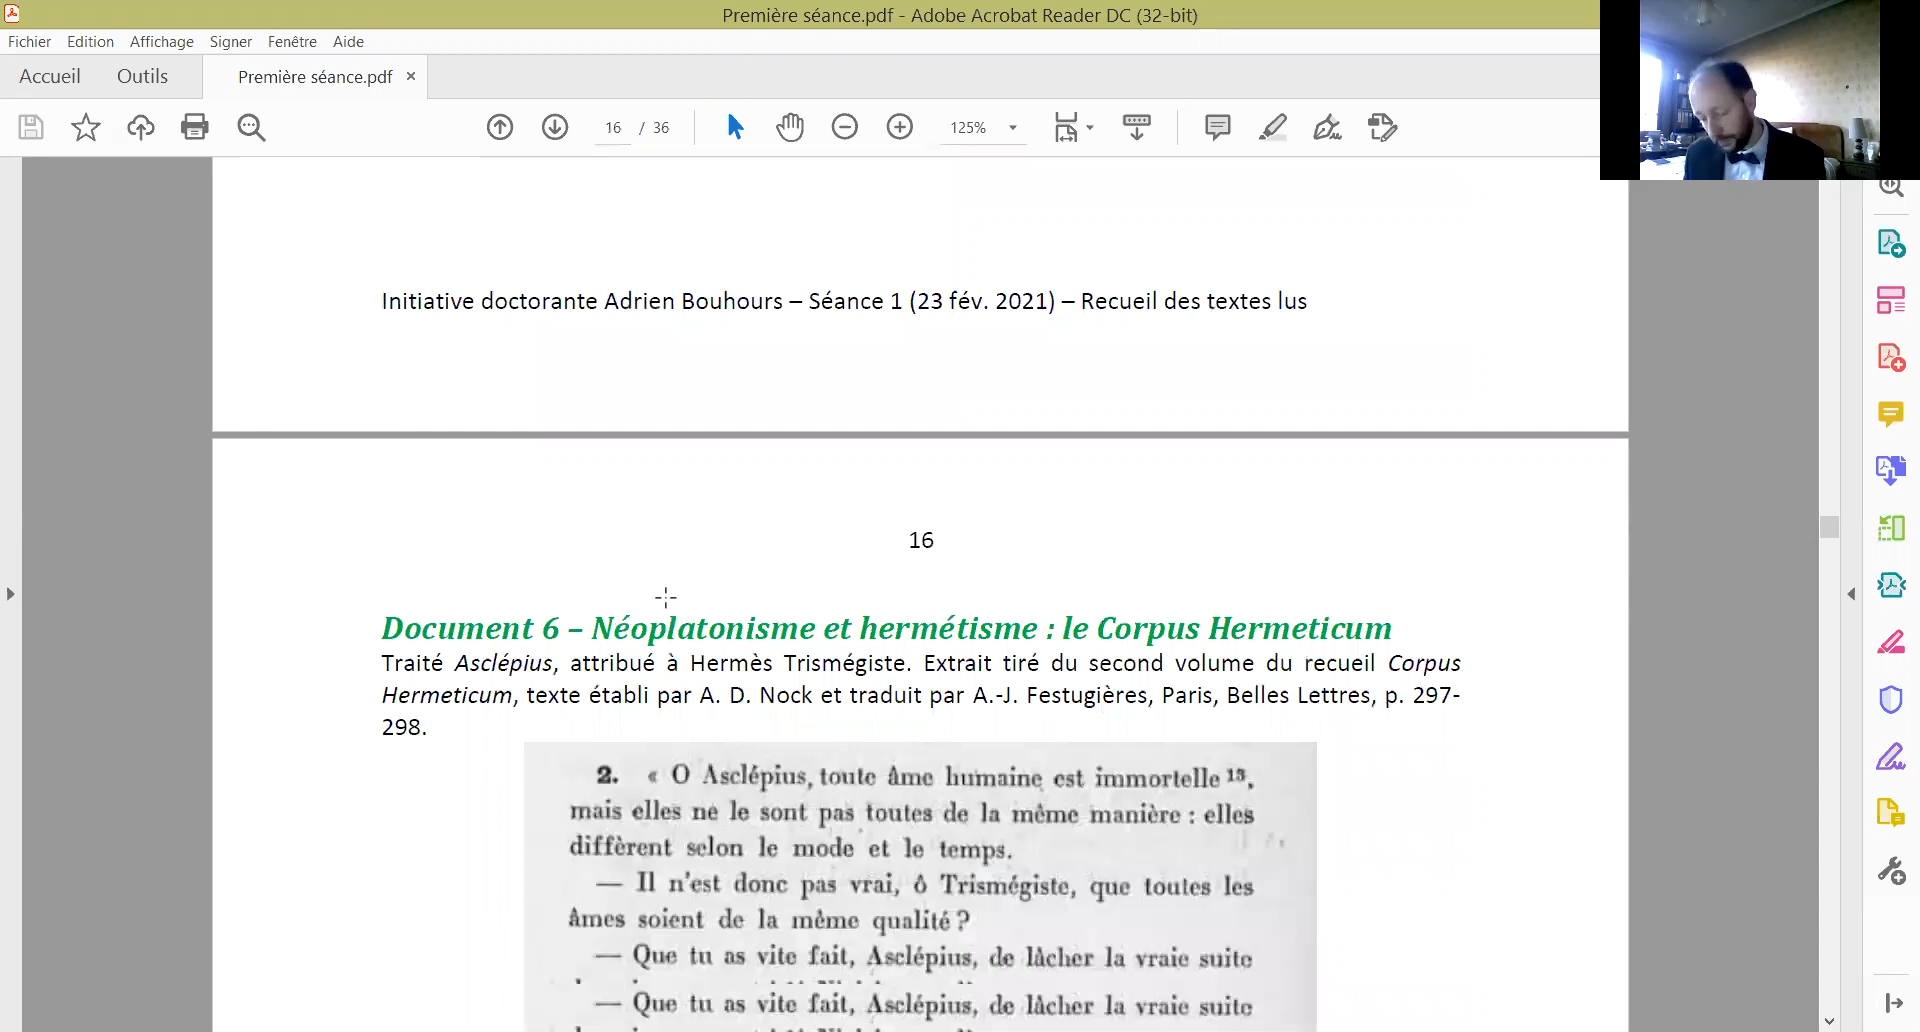 Première séance.pdf - Adobe Acrobat Reader DC (32-bit)
Fichier Edition Affichage Signer Fenêtre Aide
Accueil Outils Première séance.pdf ×
16 / 36 125%
Initiative doctorante Adrien Bouhours – Séance 1 (23 fév. 2021) – Recueil des textes lus
16
Document 6 – Néoplatonisme et hermétisme : le Corpus Hermeticum
Traité Asclépius, attribué à Hermès Trismégiste. Extrait tiré du second volume du recueil Corpus
Hermeticum, texte établi par A. D. Nock et traduit par A.-J. Festugières, Paris, Belles Lettres, p. 297-
298.
2. « O Asclépius, toute âme humaine est immortelle 13,
mais elles ne le sont pas toutes de la même manière : elles
diffèrent selon le mode et le temps.
— Il n'est donc pas vrai, ô Trismégiste, que toutes les
âmes soient de la même qualité ?
— Que tu as vite fait, Asclépius, de lâcher la vraie suite
— Que tu as vite fait, Asclépius, de lâcher la vraie suite